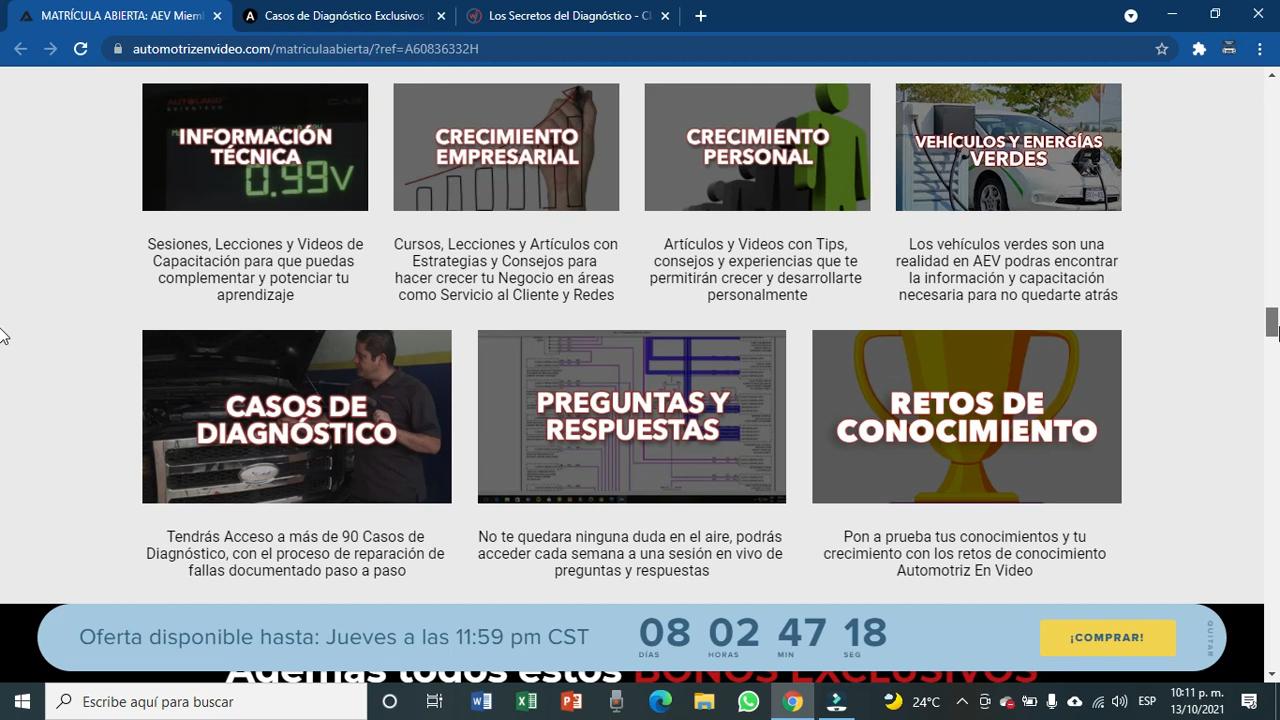 MATRÍCULA ABIERTA: AEV Miem
Casos de Diagnóstico Exclusivos
Los Secretos del Diagnóstico - Cl
automotrizenvideo.com/matriculaabierta/?ref=A60836332H
INFORMACIÓN
TÉCNICA
0.99V
CRECIMIENTO
EMPRESARIAL
CRECIMIENTO
PERSONAL
VEHÍCULOS Y ENERGÍAS
VERDES
Sesiones, Lecciones y Videos de
Capacitación para que puedas
complementar y potenciar tu
aprendizaje
Cursos, Lecciones y Artículos con
Estrategias y Consejos para
hacer crecer tu Negocio en áreas
como Servicio al Cliente y Redes
Artículos y Videos con Tips,
consejos y experiencias que te
permitirán crecer y desarrollarte
personalmente
Los vehículos verdes son una
realidad en AEV podras encontrar
la información y capacitación
necesaria para no quedarte atrás
CASOS DE
DIAGNÓSTICO
PREGUNTAS Y
RESPUESTAS
RETOS DE
CONOCIMIENTO
Tendrás Acceso a más de 90 Casos de
Diagnóstico, con el proceso de reparación de
fallas documentado paso a paso
No te quedara ninguna duda en el aire, podrás
acceder cada semana a una sesión en vivo de
preguntas y respuestas
Pon a prueba tus conocimientos y tu
crecimiento con los retos de conocimiento
Automotriz En Video
Oferta disponible hasta: Jueves a las 11:59 pm CST
08 02 47 18
DÍAS HORAS MIN SEG
¡COMPRAR!
QUITAR
Además todos estos BONOS EXCLUSIVOS
Escribe aquí para buscar
24°C
ESP
10:11 p. m.
13/10/2021